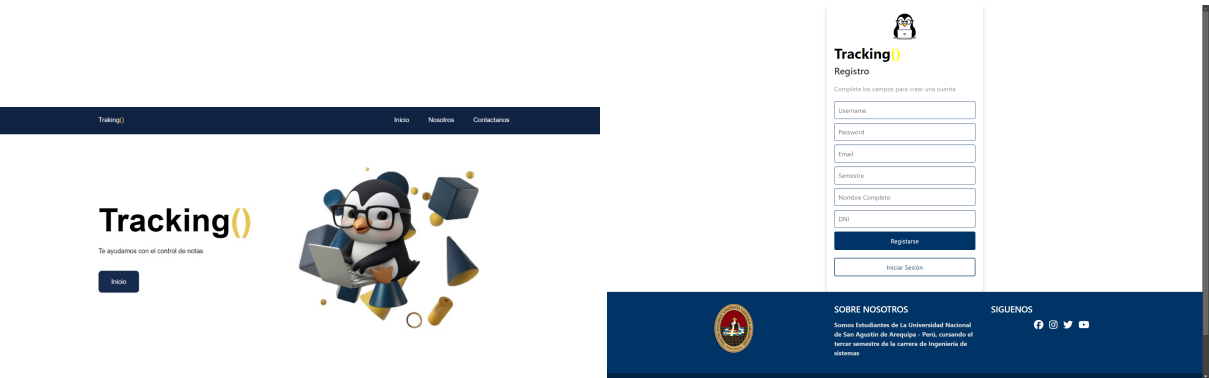 Traking()
Inicio Nosotros Contactanos
Tracking()
Te ayudamos con el control de notas
Inicio
Tracking()
Registro
Completa los campos para crear una cuenta
Username
Password
Email
Semestre
Nombre Completo
DNI
Registarse
Iniciar Sesión
SOBRE NOSOTROS
Somos Estudiantes de La Universidad Nacional
de San Agustin de Arequipa - Perú, cursando el
tercer semestre de la carrera de Ingeniería de
sistemas
SIGUENOS